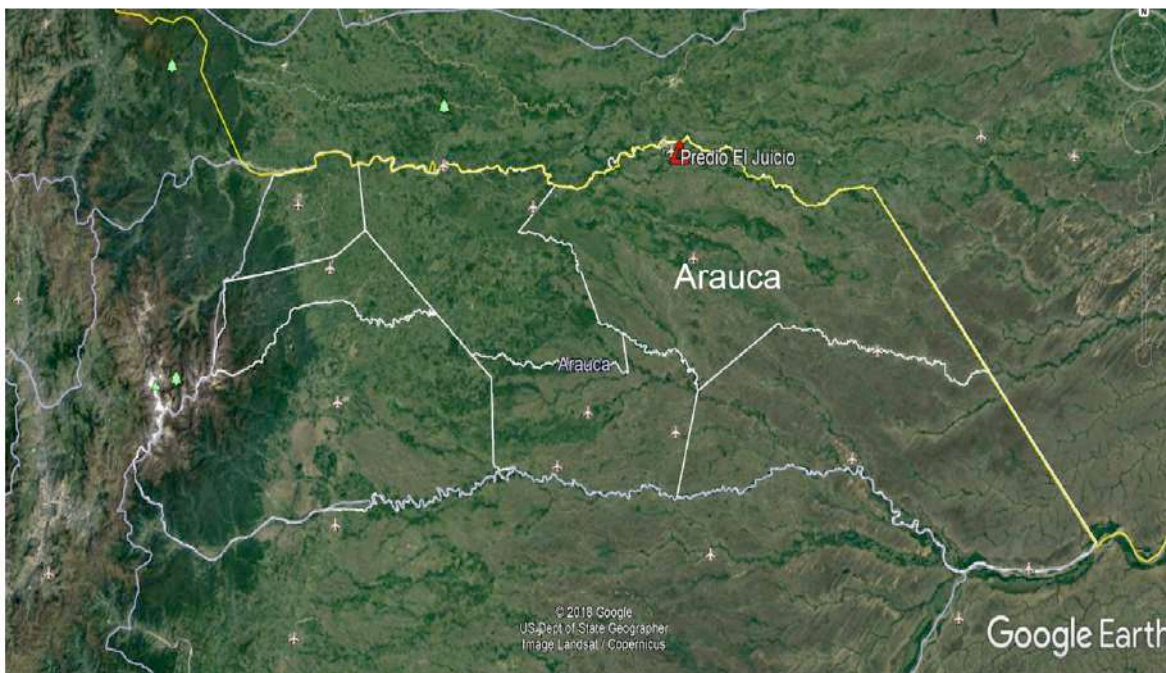 N
Predio El Juicio
Arauca
Arauca
© 2018 Google
US Dept of State Geographer
Image Landsat / Copernicus
Google Earth